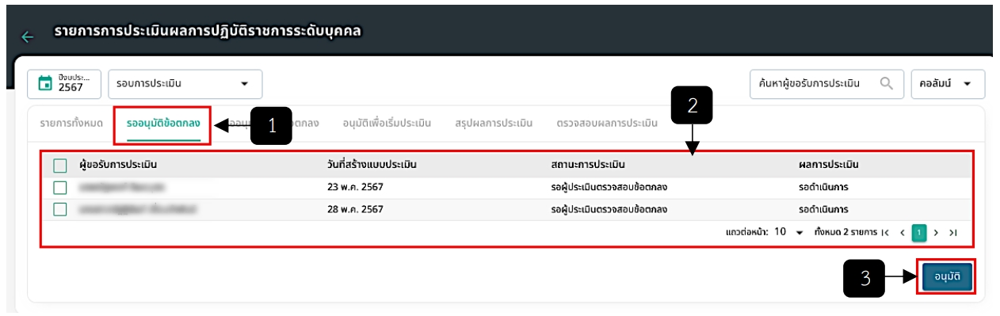 รายการการประเมินผลการปฏิบัติราชการระดับบุคคล
ปีงบประ...
2567
รอบการประเมิน
ค้นหาผู้ขอรับการประเมิน
คอลัมน์
2
รายการทั้งหมด รออนุมัติข้อตกลง อนุมัติเพื่อเริ่มประเมิน สรุปผลการประเมิน ตรวจสอบผลการประเมิน
1
ผู้ขอรับการประเมิน วันที่สร้างแบบประเมิน สถานะการประเมิน ผลการประเมิน
23 พ.ค. 2567 รอผู้ประเมินตรวจสอบข้อตกลง รอดำเนินการ
28 พ.ค. 2567 รอผู้ประเมินตรวจสอบข้อตกลง รอดำเนินการ
แถวต่อหน้า: 10 ทั้งหมด 2 รายการ |< < 1 > >|
3
อนุมัติ